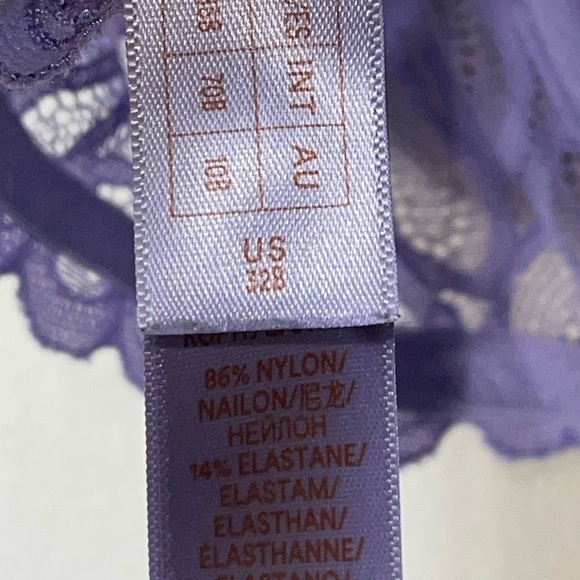 INT AU
70B 10B
US
32B
86% NYLON/
NAILON/尼龙/
НЕЙЛОН
14% ELASTANE/
ELASTAM/
ELASTHAN/
ÉLASTHANNE/